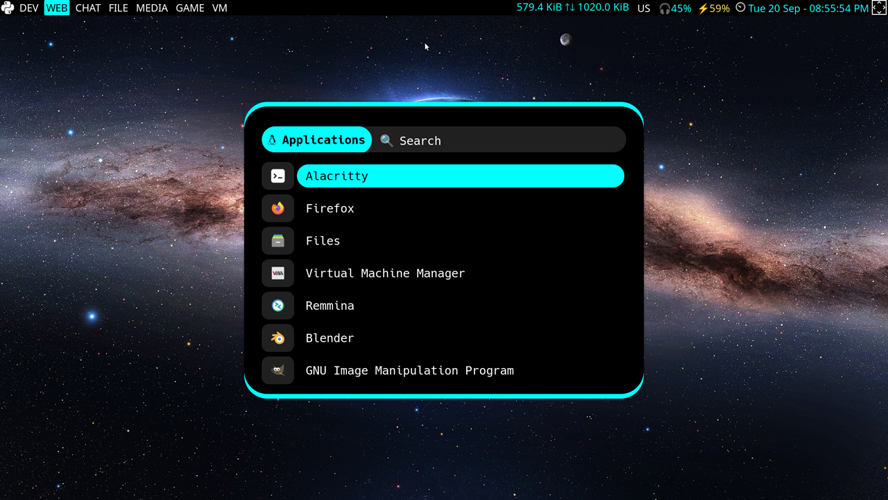 DEV WEB CHAT FILE MEDIA GAME VM 579.4 KiB ↑↓ 1020.0 KiB US 45% 59% Tue 20 Sep - 08:55:54 PM
Applications Search
Alacritty
Firefox
Files
Virtual Machine Manager
Remmina
Blender
GNU Image Manipulation Program